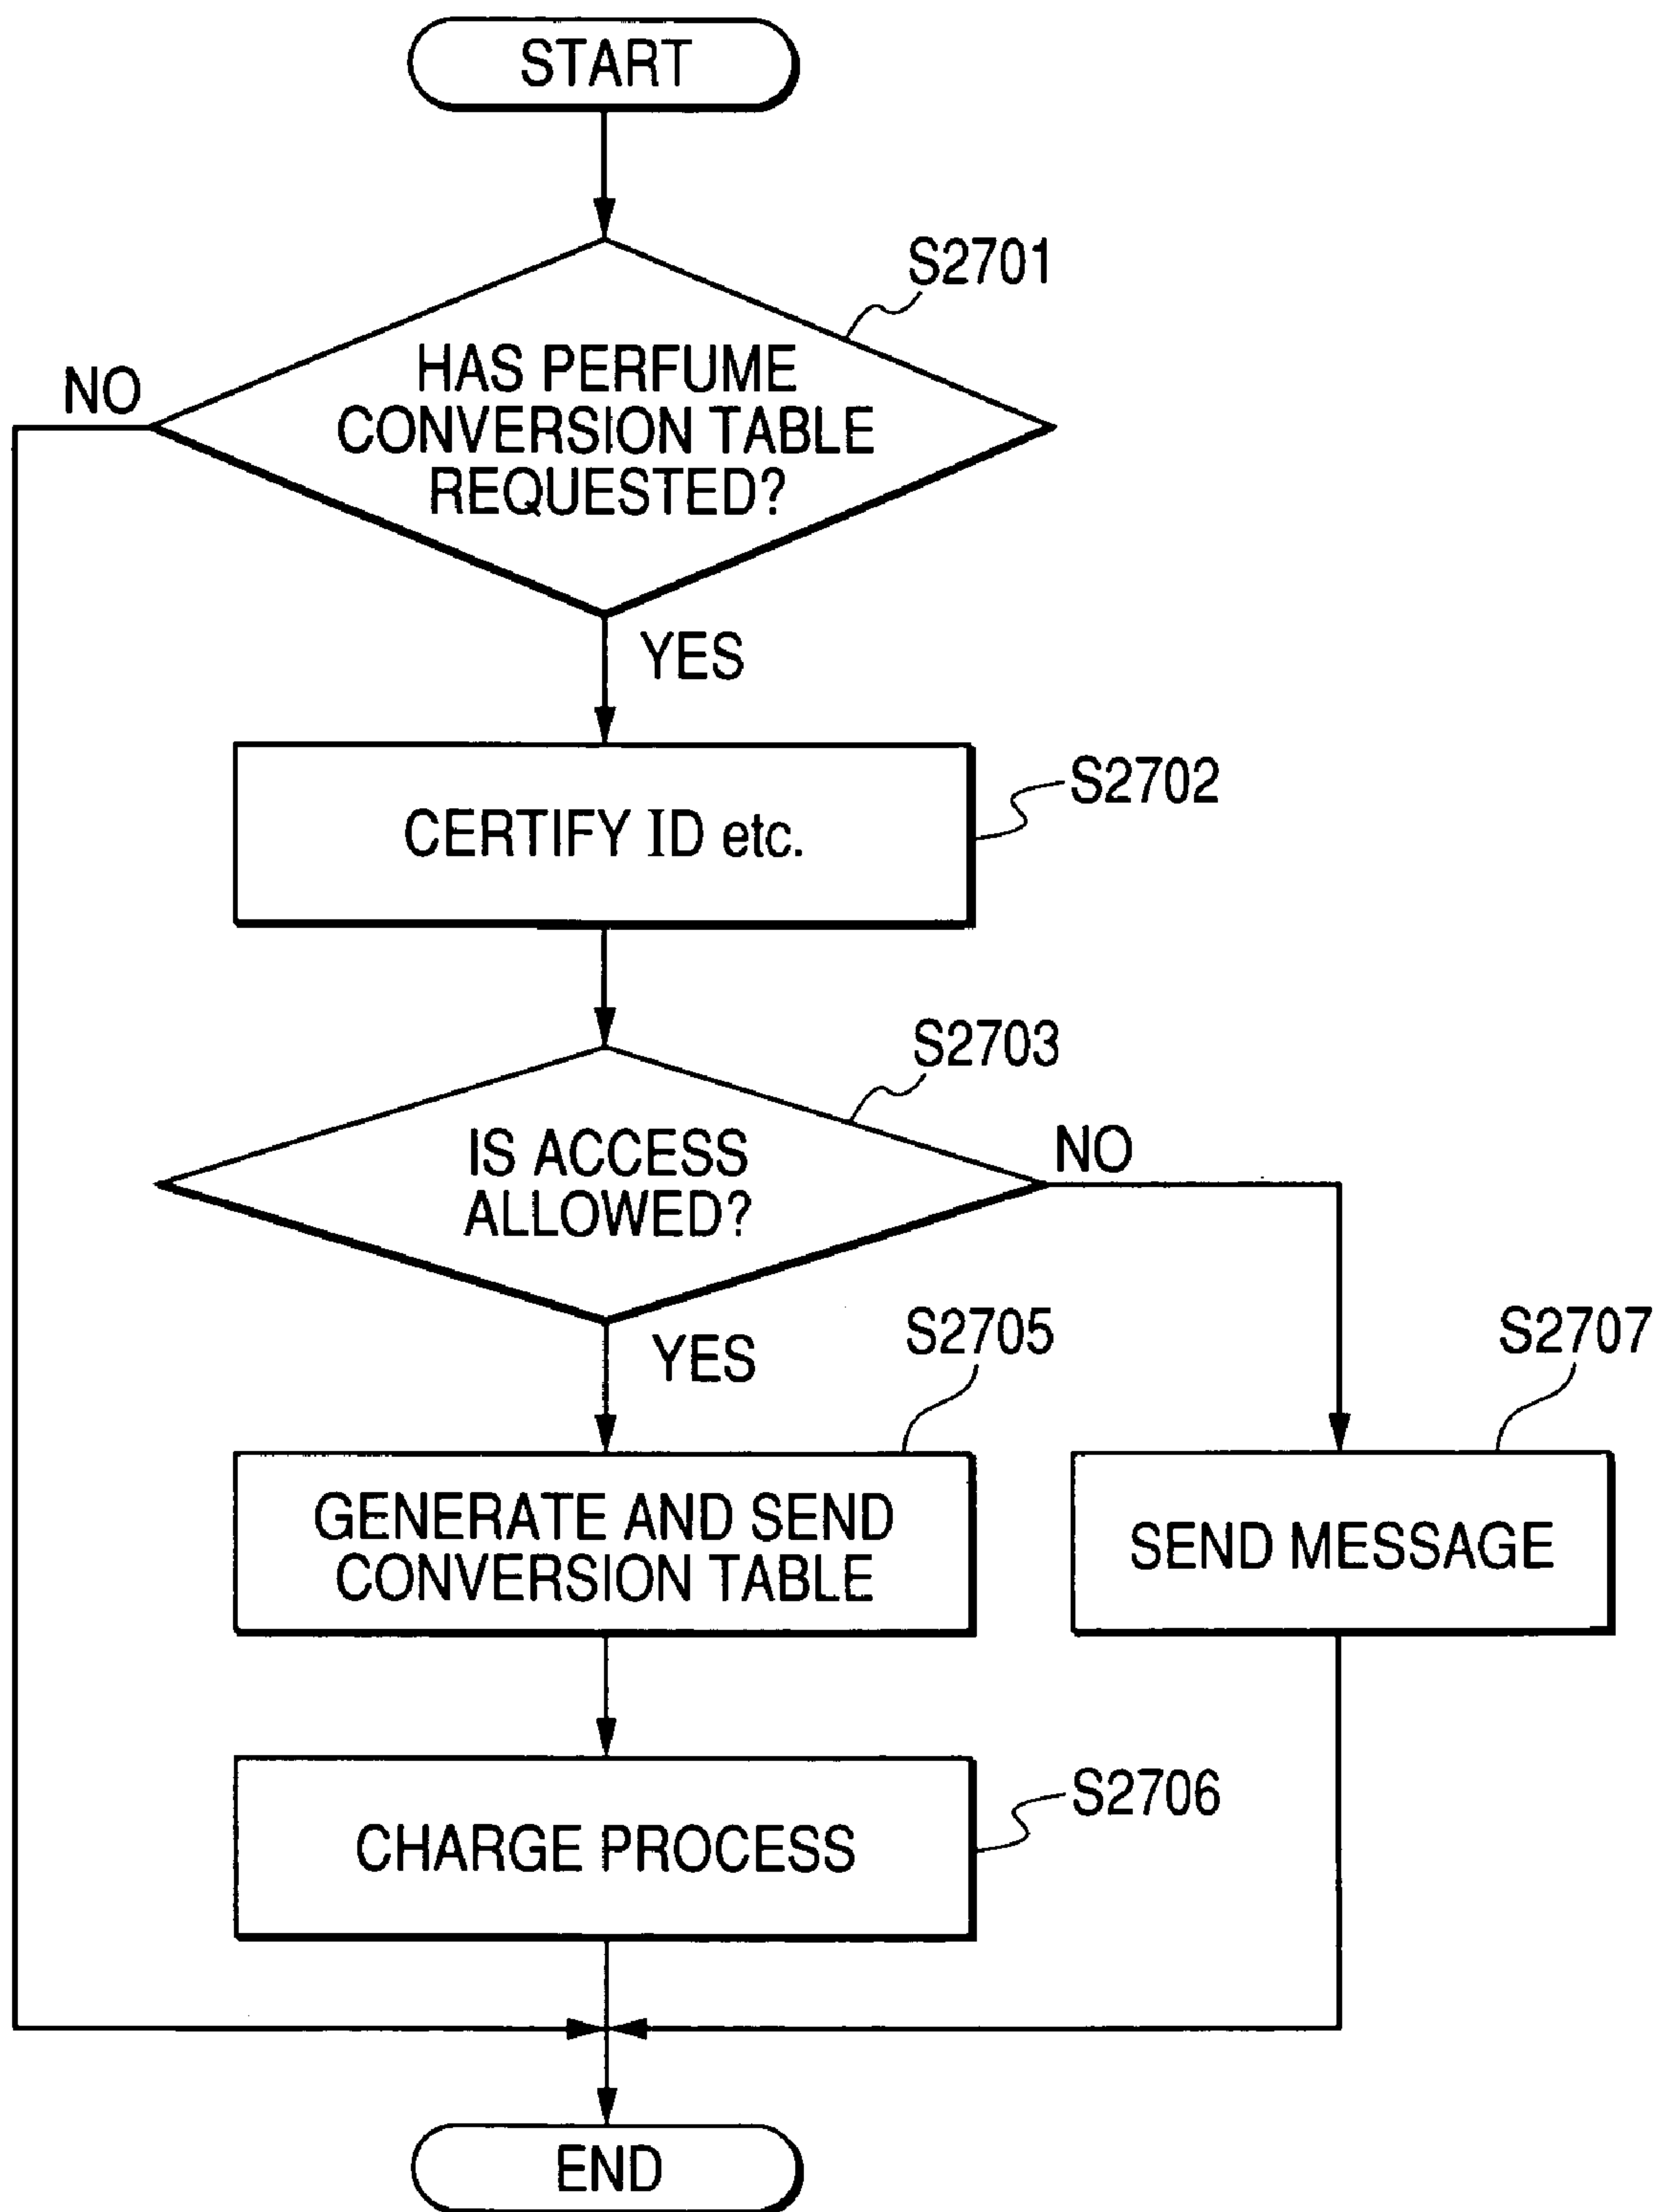 START
S2701
HAS PERFUME
CONVERSION TABLE
REQUESTED?
NO
YES
S2702
CERTIFY ID etc.
S2703
IS ACCESS
ALLOWED?
NO
YES
S2705
S2707
GENERATE AND SEND
CONVERSION TABLE
SEND MESSAGE
S2706
CHARGE PROCESS
END